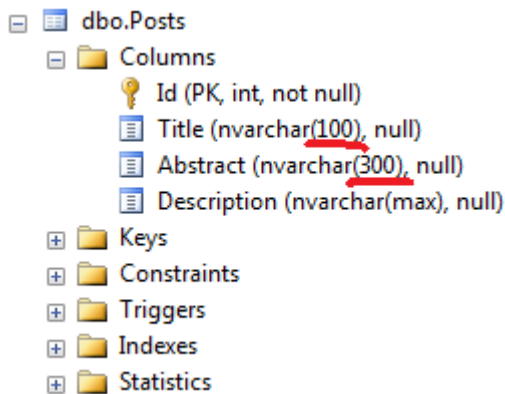 dbo.Posts
Columns
Id (PK, int, not null)
Title (nvarchar(100), null)
Abstract (nvarchar(300), null)
Description (nvarchar(max), null)
Keys
Constraints
Triggers
Indexes
Statistics